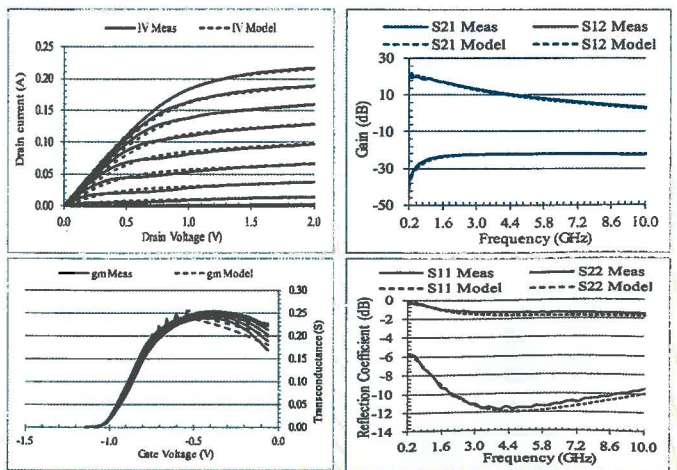 IV Meas IV Model
0.25
0.20
0.15
0.10
0.05
0.00
Drain current (A)
0.0 0.5 1.0 1.5 2.0
Drain Voltage (V)
S21 Meas S12 Meas
S21 Model S12 Model
30
10
-10
-30
-50
Gain (dB)
0.2 1.6 3.0 4.4 5.8 7.2 8.6 10.0
Frequency (GHz)
gm Meas gm Model
0.30
0.25
0.20
0.15
0.10
0.05
0.00
Transconductance (S)
-1.5 -1.0 -0.5 0.0
Gate Voltage (V)
S11 Meas S22 Meas
S11 Model S22 Model
0
-2
-4
-6
-8
-10
-12
-14
Reflection Coefficient (dB)
0.2 1.6 3.0 4.4 5.8 7.2 8.6 10.0
Frequency (GHz)